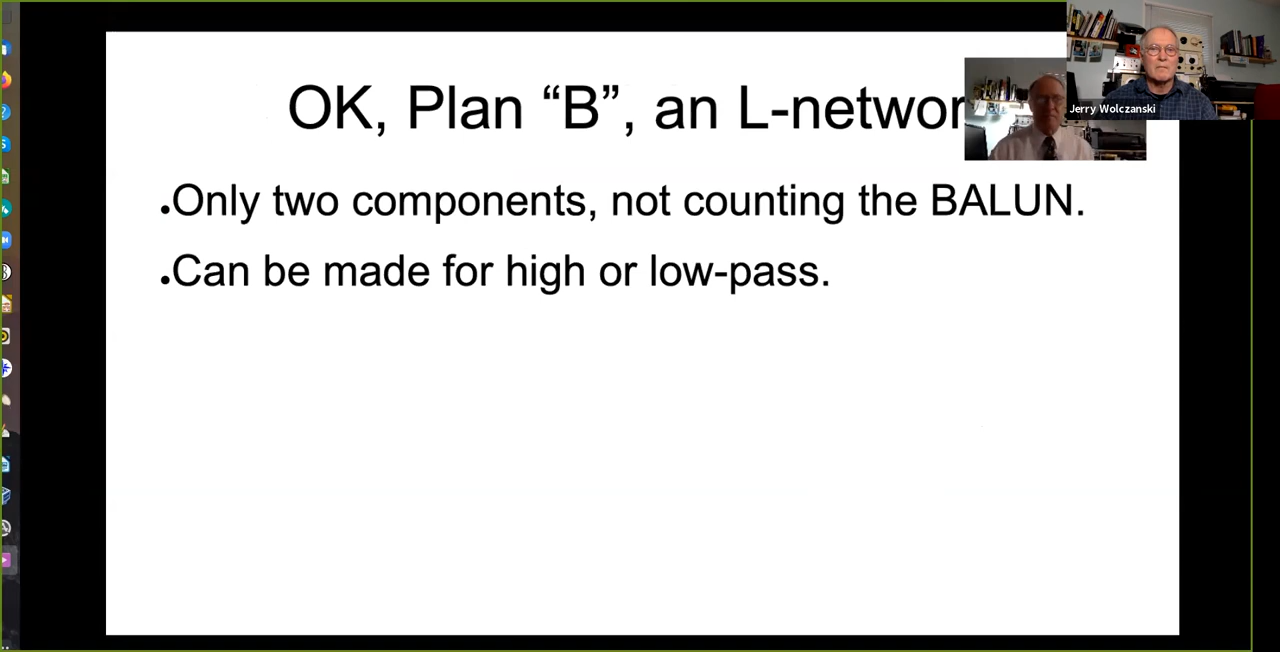 OK, Plan “B”, an L-networ
Jerry Wolczanski
.Only two components, not counting the BALUN.
.Can be made for high or low-pass.